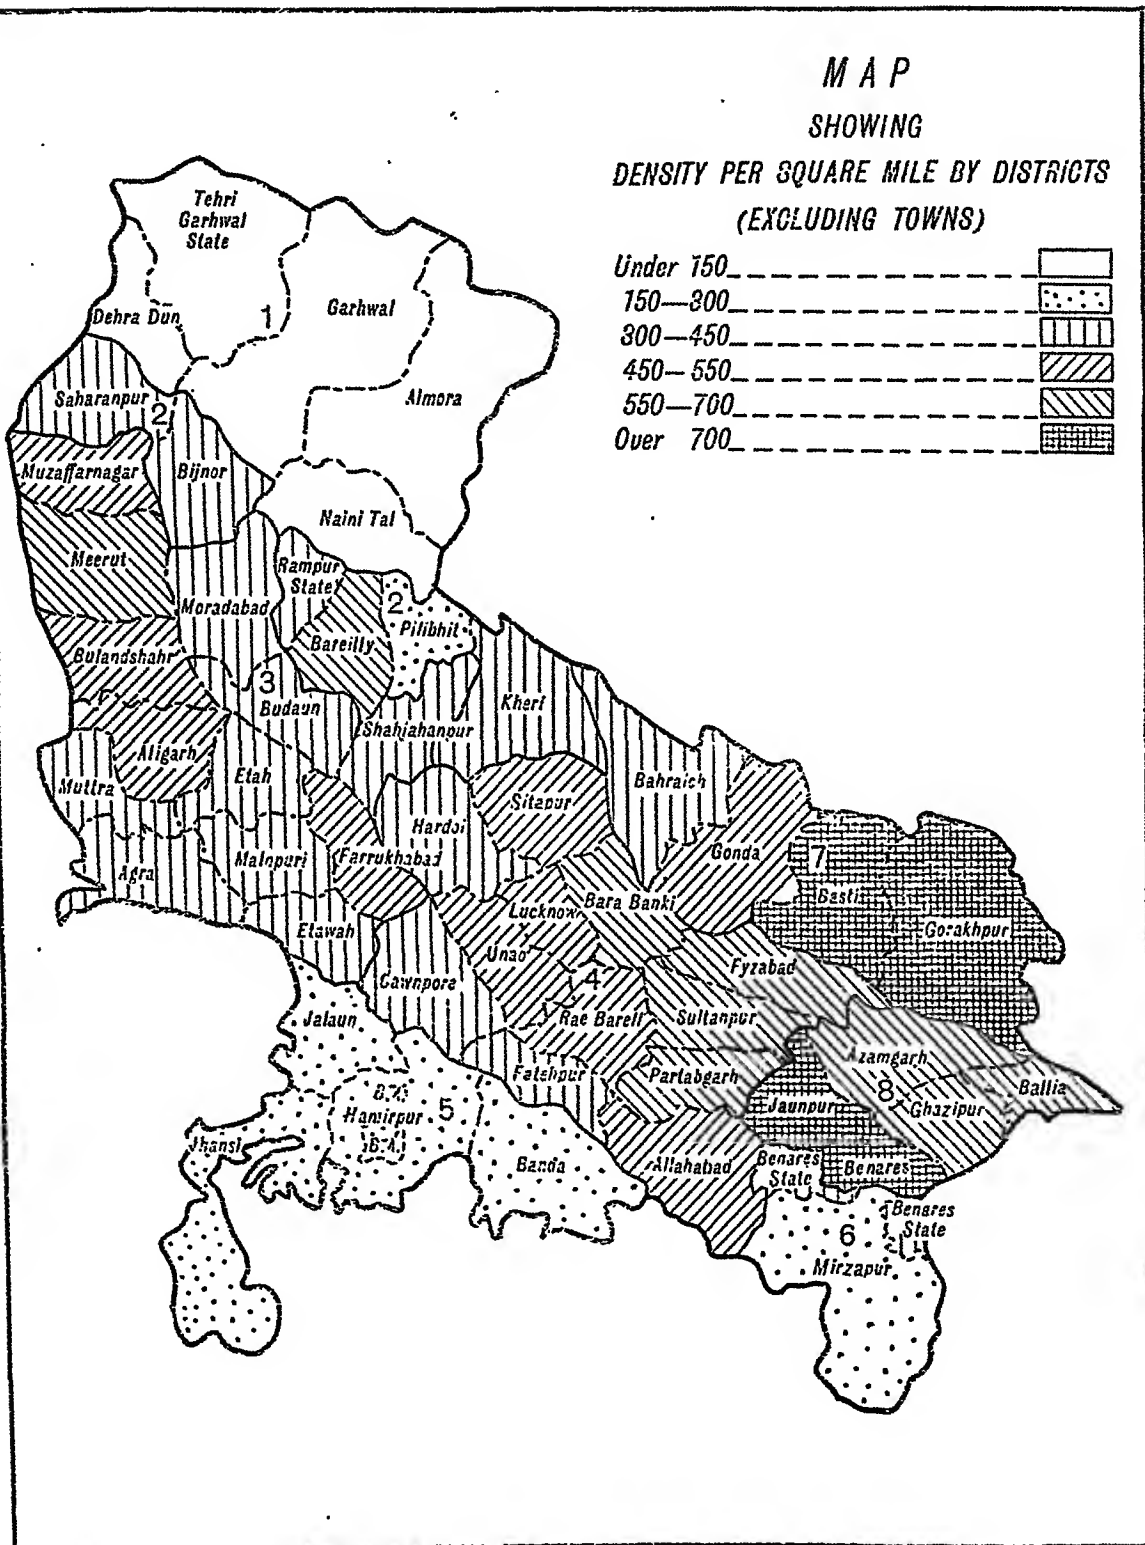 MAP
SHOWING
DENSITY PER SQUARE MILE BY DISTRICTS
(EXCLUDING TOWNS)
Under 150
150—300
300—450
450—550
550—700
Over 700
Tehri
Garhwal
State
1
Garhwal
Dehra Dun
Almora
Saharanpur
2
Muzaffarnagar
Bijnor
Naini Tal
Meerut
Rampur
State
Moradabad
2
Pilibhit
Bareilly
Bulandshahr
3
Budaun
Kheri
Shahjahanpur
Aligarh
Etah
Muttra
Bahraich
Sitapur
Hardoi
Agra
Mainpuri
Farrukhabad
Gonda
7
Basti
Bara Banki
Lucknow
Gorakhpur
Etawah
Unao
Fyzabad
4
Cawnpore
Rae Bareli
Sultanpur
Jalaun
Azamgarh
Fatehpur
Partabgarh
8
Ballia
Ghazipur
Jaunpur
5
Hamirpur
Jhansi
Banda
Allahabad
Benares
State
Benares
Benares
State
6
Mirzapur